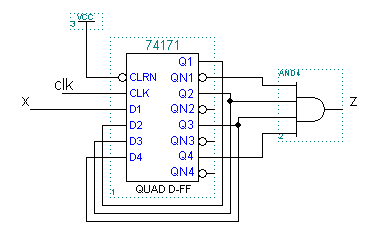 VCC
3
74171
CLRN
CLK
D1
D2
D3
D4
Q1
QN1
Q2
QN2
Q3
QN3
Q4
QN4
1
QUAD D-FF
clk
X
AND4
2
Z